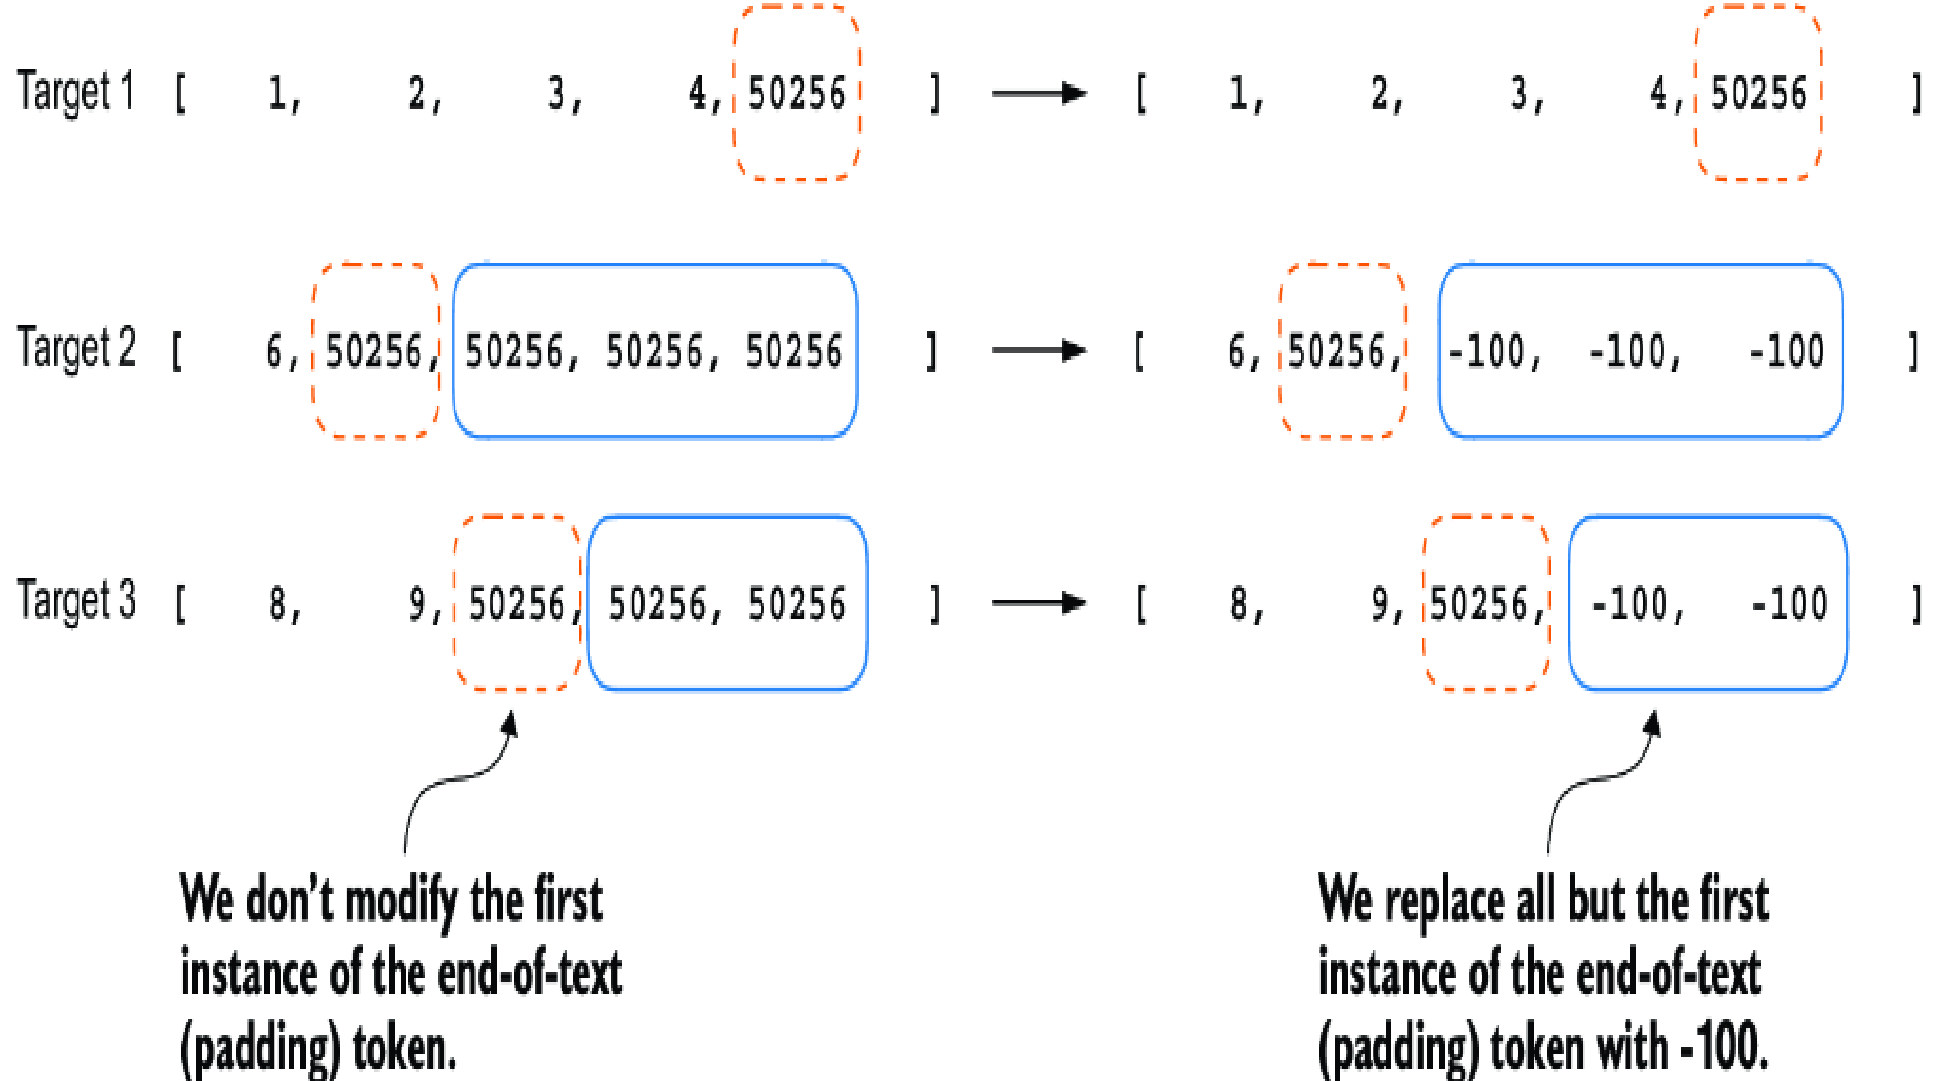 Target 1 [ 1, 2, 3, 4, 50256 ] [ 1, 2, 3, 4, 50256 ]
Target 2 [ 6, 50256, 50256, 50256, 50256 ] [ 6, 50256, -100, -100, -100 ]
Target 3 [ 8, 9, 50256, 50256, 50256 ] [ 8, 9, 50256, -100, -100 ]
We don't modify the first
instance of the end-of-text
(padding) token.
We replace all but the first
instance of the end-of-text
(padding) token with -100.